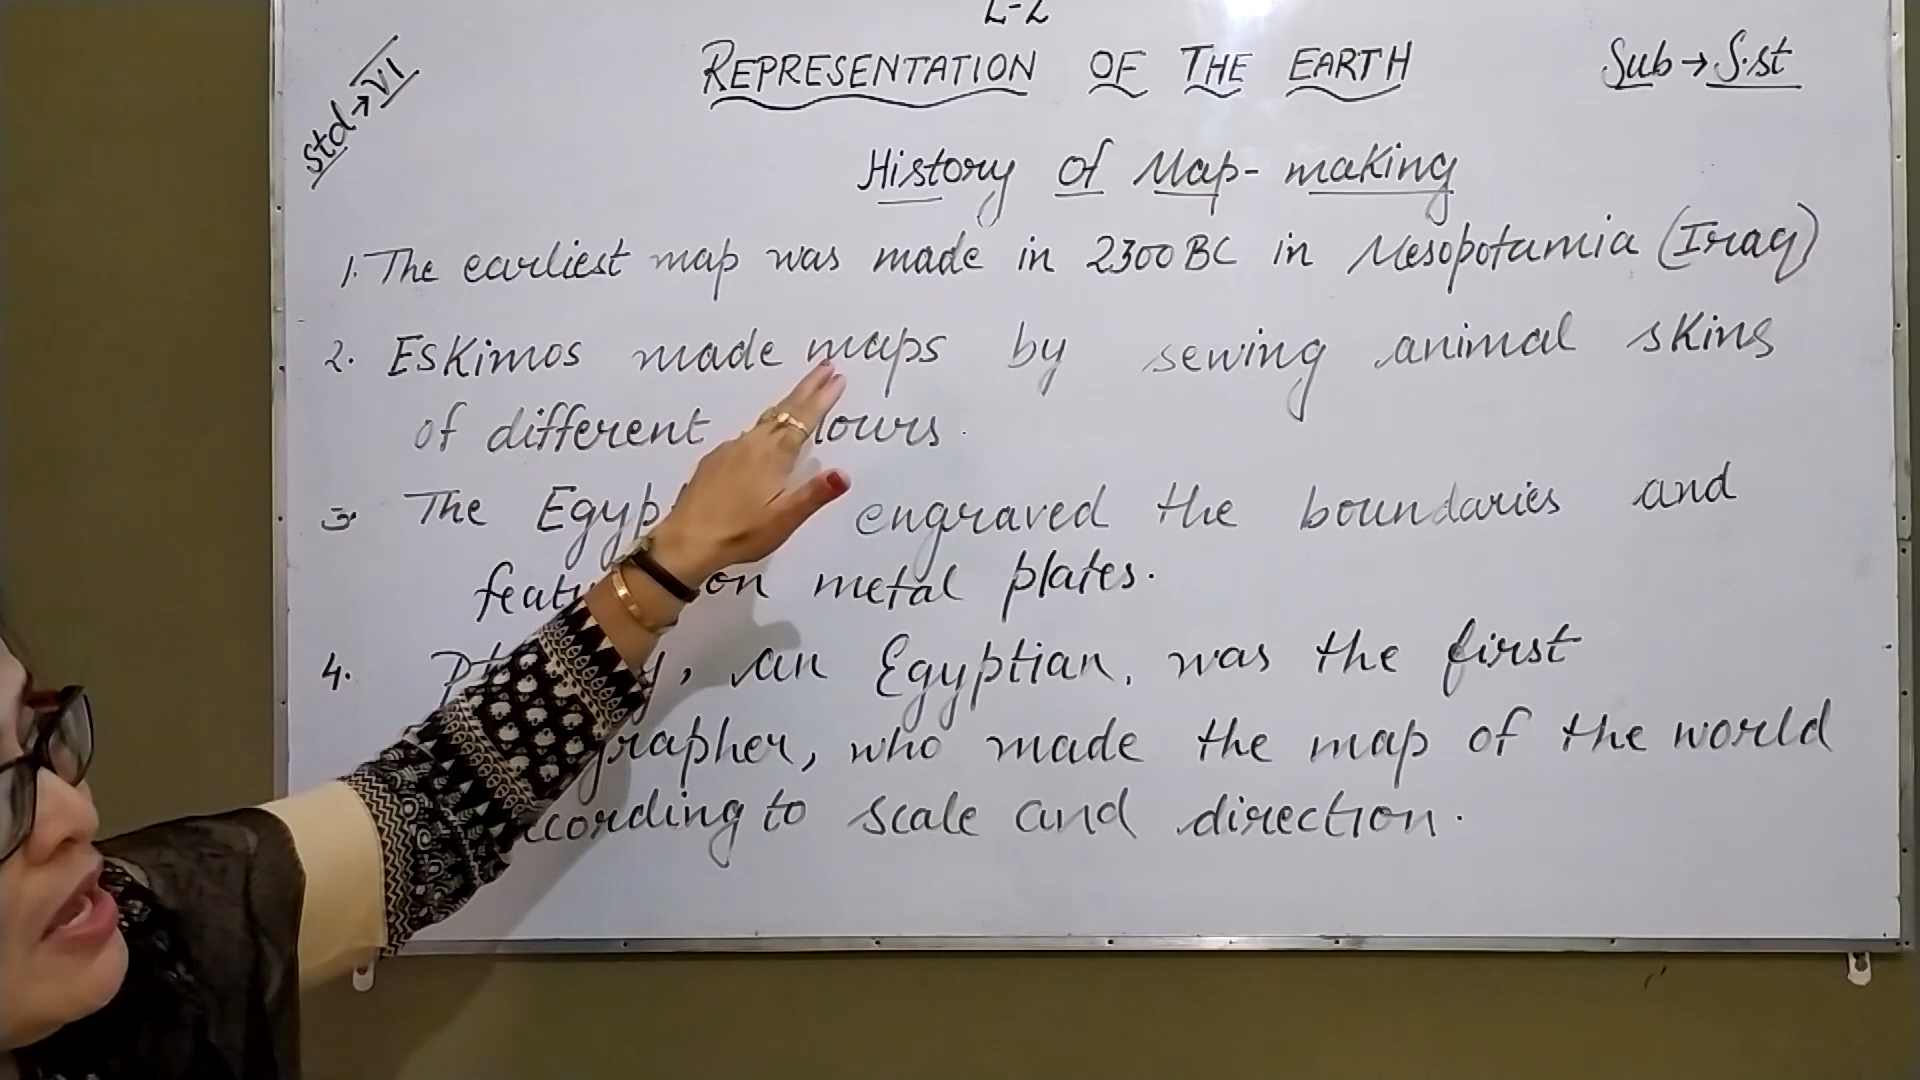 L-2
Std→VI
REPRESENTATION OF THE EARTH
Sub→S.st
History of Map-making
1. The earliest map was made in 2300 BC in Mesopotamia (Iraq)
2. Eskimos made maps by sewing animal skins
of different
3. The engraved the boundaries and
on metal plates.
4. , an Egyptian, was the first
who made the map of the world
to scale and direction.